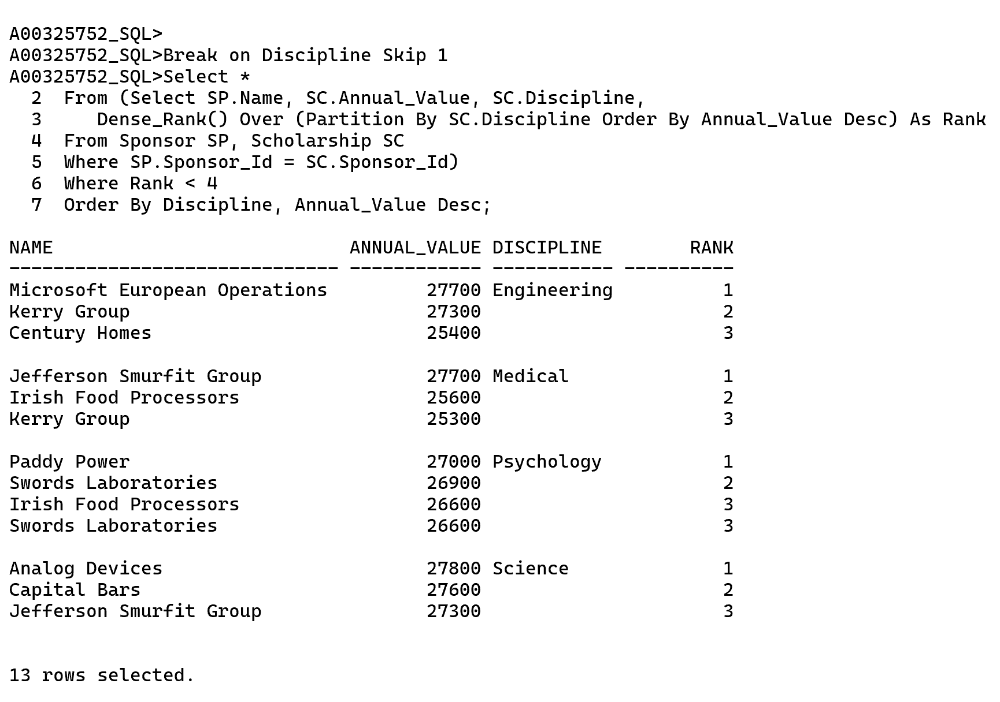 A00325752_SQL>
A00325752_SQL>Break on Discipline Skip 1
A00325752_SQL>Select *
  2  From (Select SP.Name, SC.Annual_Value, SC.Discipline,
  3     Dense_Rank() Over (Partition By SC.Discipline Order By Annual_Value Desc) As Rank
  4  From Sponsor SP, Scholarship SC
  5  Where SP.Sponsor_Id = SC.Sponsor_Id)
  6  Where Rank < 4
  7  Order By Discipline, Annual_Value Desc;

NAME                           ANNUAL_VALUE DISCIPLINE        RANK
------------------------------ ------------ ----------- ----------
Microsoft European Operations         27700 Engineering          1
Kerry Group                           27300                      2
Century Homes                         25400                      3

Jefferson Smurfit Group               27700 Medical              1
Irish Food Processors                 25600                      2
Kerry Group                           25300                      3

Paddy Power                           27000 Psychology           1
Swords Laboratories                   26900                      2
Irish Food Processors                 26600                      3
Swords Laboratories                   26600                      3

Analog Devices                        27800 Science              1
Capital Bars                          27600                      2
Jefferson Smurfit Group               27300                      3


13 rows selected.